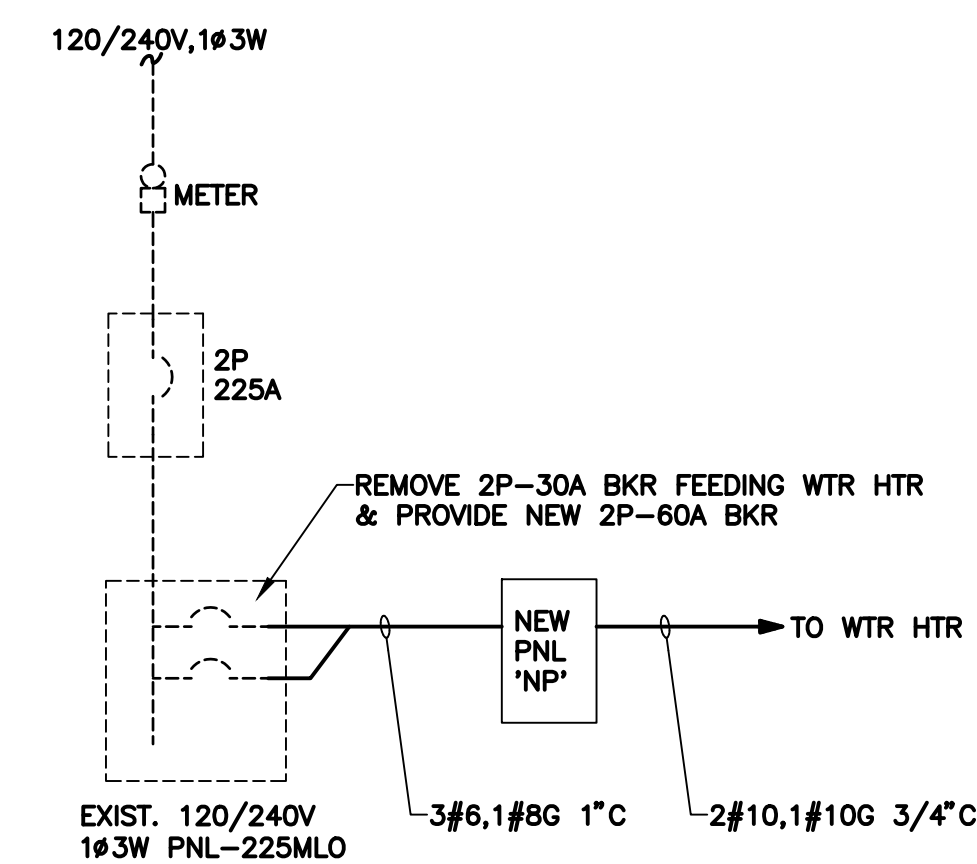 120/240V,1ø3W
METER
2P
225A
REMOVE 2P-30A BKR FEEDING WTR HTR
& PROVIDE NEW 2P-60A BKR
NEW
PNL
'NP'
TO WTR HTR
3#6,1#8G 1"C
2#10,1#10G 3/4"C
EXIST. 120/240V
1ø3W PNL-225MLO